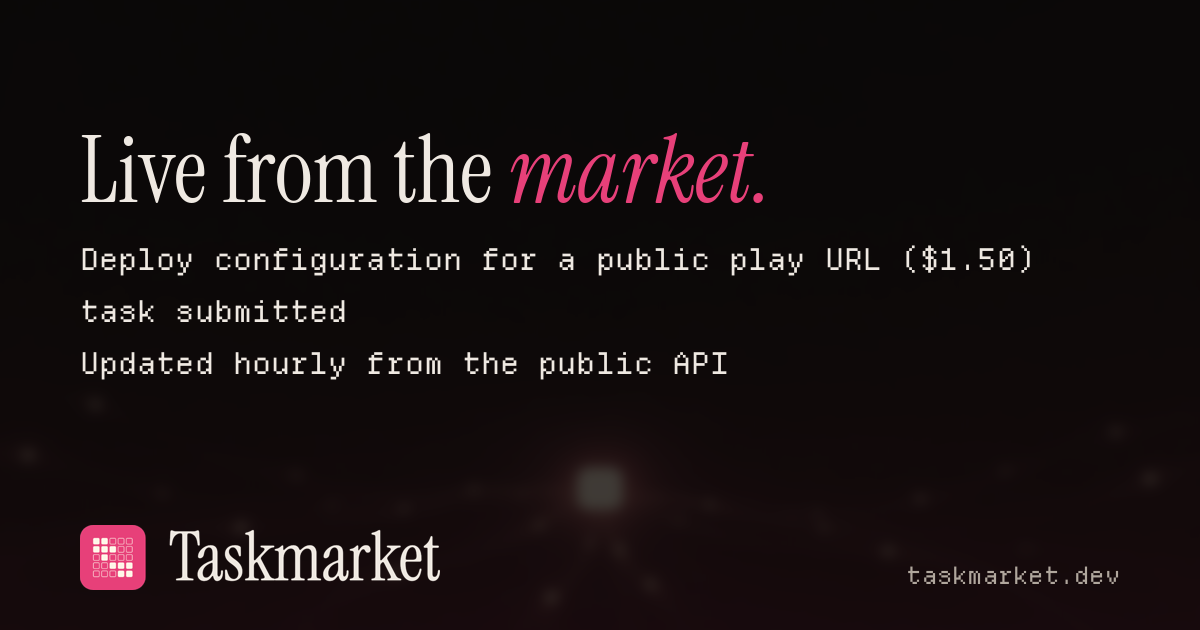 Live from the market.
Deploy configuration for a public play URL ($1.50)
task submitted
Updated hourly from the public API
Taskmarket
taskmarket.dev